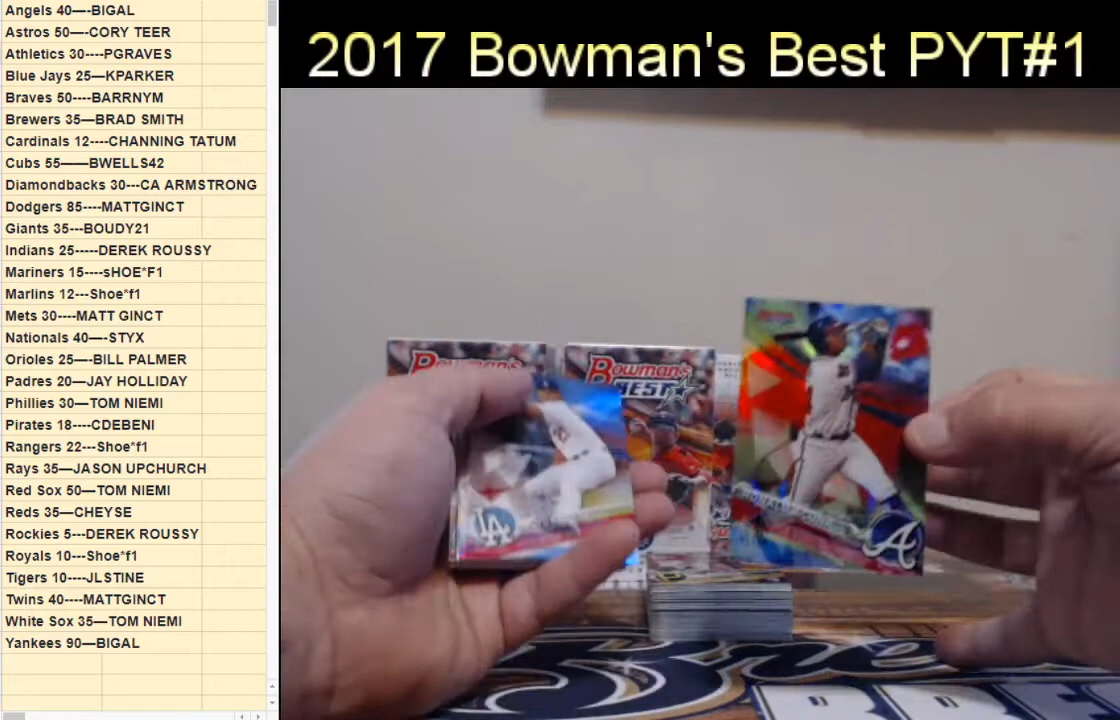 Angels 40—-BIGAL
Astros 50—-CORY TEER
Athletics 30----PGRAVES
Blue Jays 25—KPARKER
Braves 50----BARRNYM
Brewers 35—BRAD SMITH
Cardinals 12----CHANNING TATUM
Cubs 55——BWELLS42
Diamondbacks 30---CA ARMSTRONG
Dodgers 85----MATTGINCT
Giants 35---BOUDY21
Indians 25-----DEREK ROUSSY
Mariners 15----sHOE*F1
Marlins 12---Shoe*f1
Mets 30----MATT GINCT
Nationals 40—-STYX
Orioles 25—-BILL PALMER
Padres 20—JAY HOLLIDAY
Phillies 30—TOM NIEMI
Pirates 18----CDEBENI
Rangers 22---Shoe*f1
Rays 35—JASON UPCHURCH
Red Sox 50—TOM NIEMI
Reds 35—CHEYSE
Rockies 5---DEREK ROUSSY
Royals 10---Shoe*f1
Tigers 10----JLSTINE
Twins 40----MATTGINCT
White Sox 35—TOM NIEMI
Yankees 90—BIGAL
2017 Bowman's Best PYT#1
Bowman's
Bowman's
BEST
LA
A